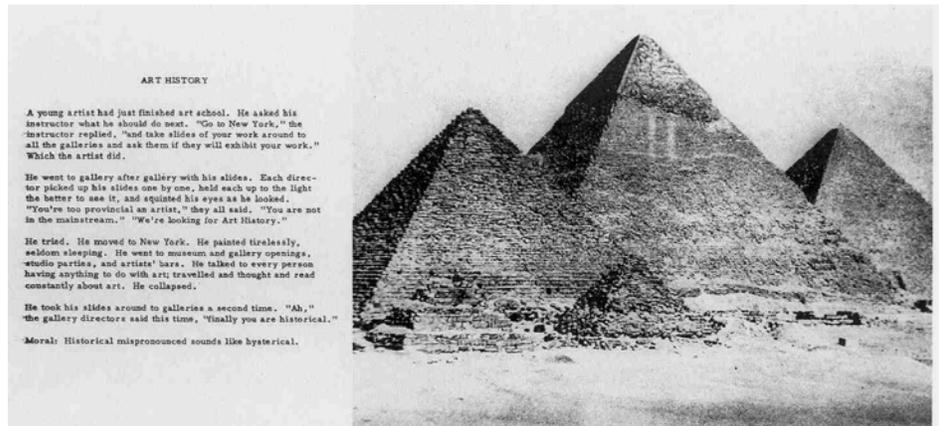 ART HISTORY
A young artist had just finished art school. He asked his
instructor what he should do next. "Go to New York," the
instructor replied, "and take slides of your work around to
all the galleries and ask them if they will exhibit your work."
Which the artist did.
He went to gallery after gallery with his slides. Each direc-
tor picked up his slides one by one, held each up to the light
the better to see it, and squinted his eyes as he looked.
"You're too provincial an artist," they all said. "You are not
in the mainstream." "We're looking for Art History."
He tried. He moved to New York. He painted tirelessly,
seldom sleeping. He went to museum and gallery openings,
studio parties, and artists' bars. He talked to every person
having anything to do with art; travelled and thought and read
constantly about art. He collapsed.
He took his slides around to galleries a second time. "Ah,"
the gallery directors said this time, "finally you are historical."
Moral: Historical mispronounced sounds like hysterical.